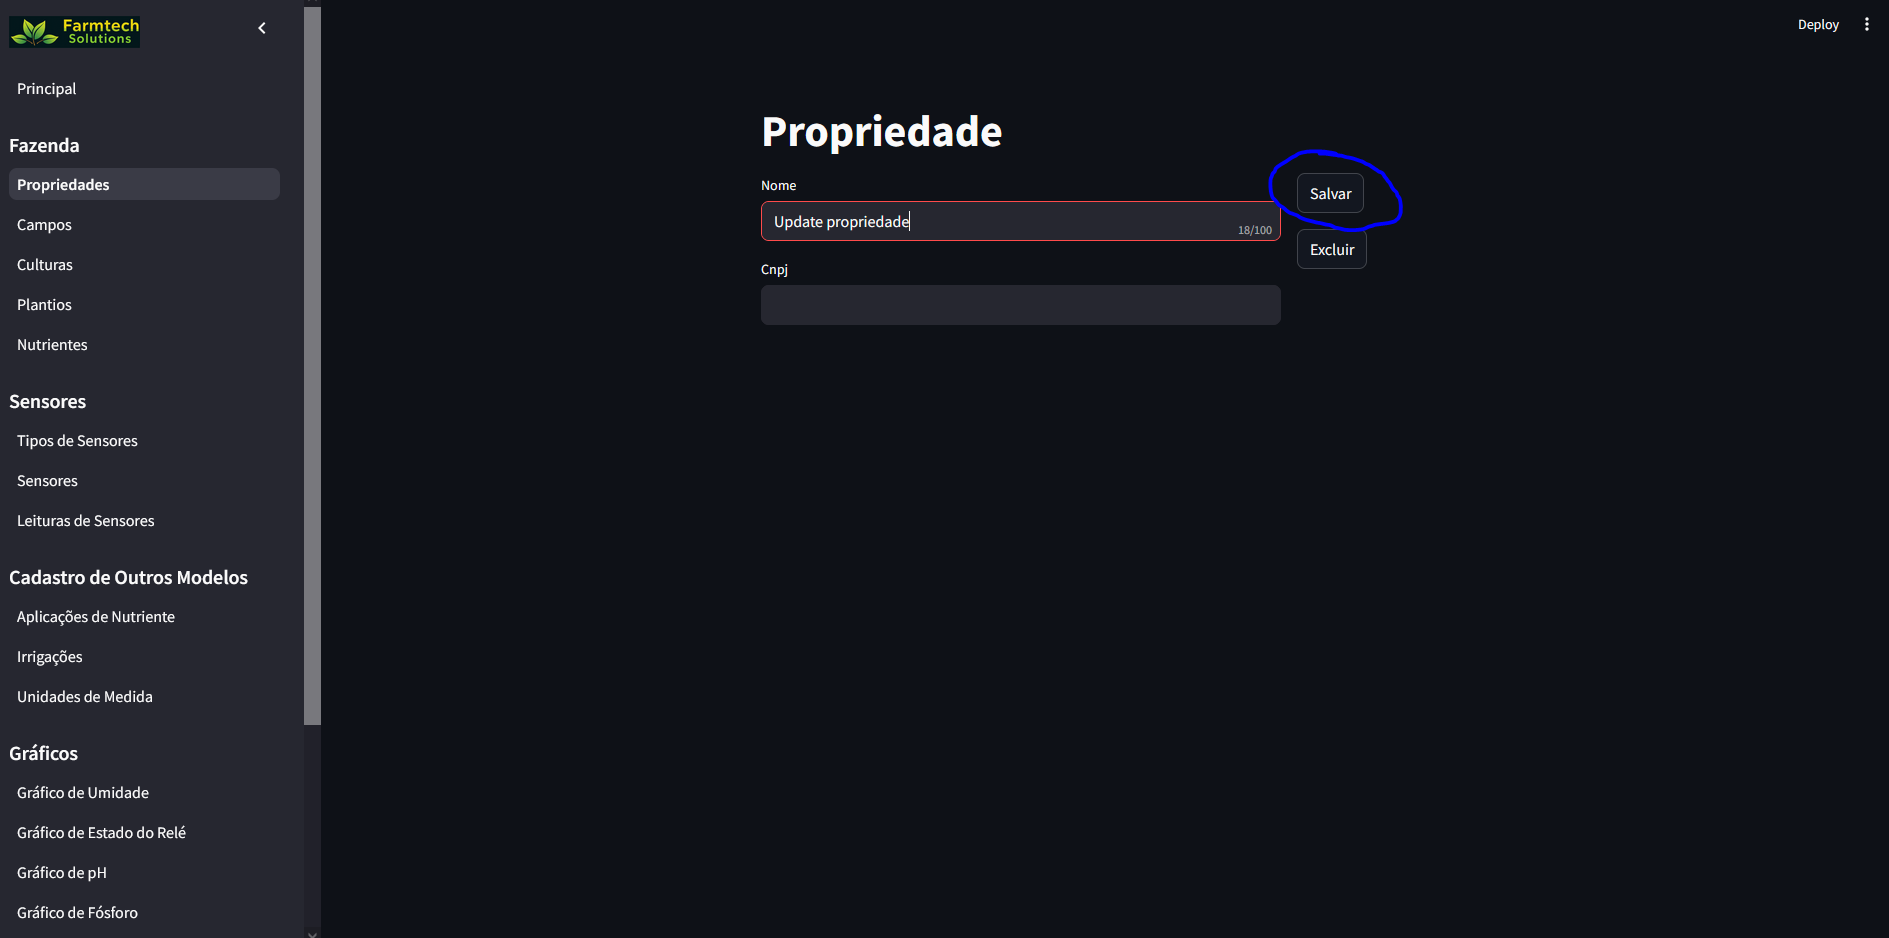 Farmtech
Solutions
Principal
Fazenda
Propriedades
Campos
Culturas
Plantios
Nutrientes
Sensores
Tipos de Sensores
Sensores
Leituras de Sensores
Cadastro de Outros Modelos
Aplicações de Nutriente
Irrigações
Unidades de Medida
Gráficos
Gráfico de Umidade
Gráfico de Estado do Relé
Gráfico de pH
Gráfico de Fósforo
Deploy
Propriedade
Nome
Update propriedade
18/100
Cnpj
Salvar
Excluir